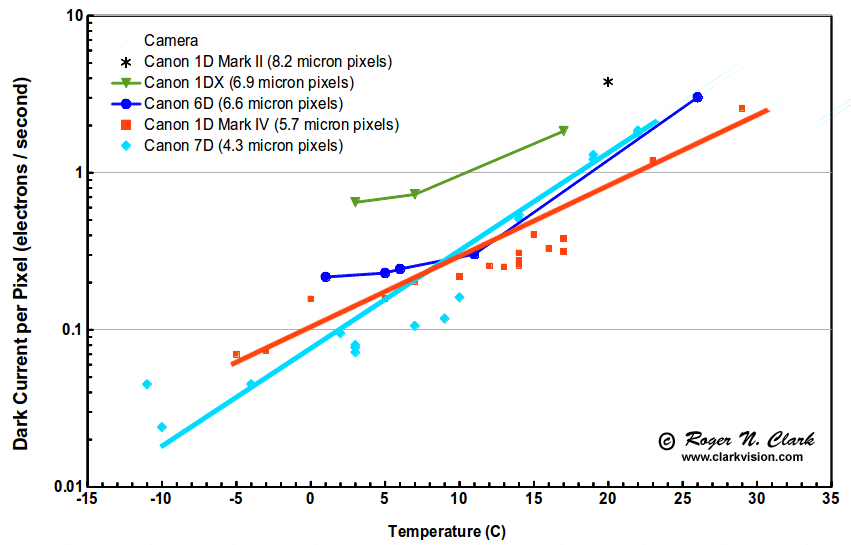 10
Camera
Canon 1D Mark II (8.2 micron pixels)
Canon 1DX (6.9 micron pixels)
Canon 6D (6.6 micron pixels)
Canon 1D Mark IV (5.7 micron pixels)
Canon 7D (4.3 micron pixels)
1
Dark Current per Pixel (electrons / second)
0.1
© Roger N. Clark
www.clarkvision.com
0.01
-15 -10 -5 0 5 10 15 20 25 30 35
Temperature (C)